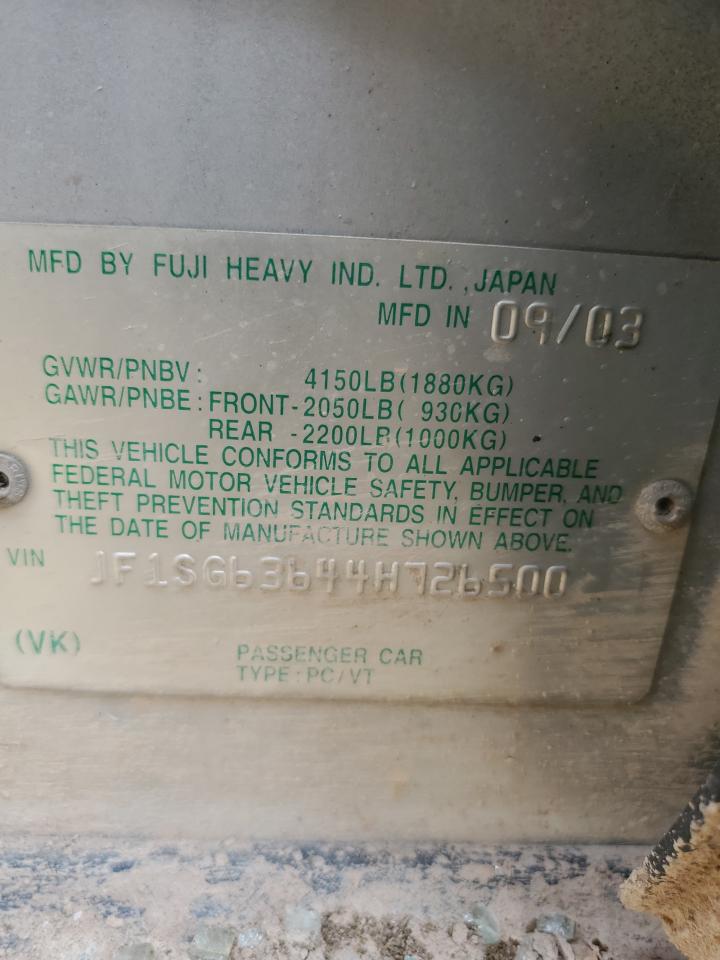 MFD BY FUJI HEAVY IND. LTD., JAPAN
MFD IN 09/03
GVWR/PNBV: 4150LB(1880KG)
GAWR/PNBE: FRONT-2050LB( 930KG)
REAR -2200LB(1000KG)
THIS VEHICLE CONFORMS TO ALL APPLICABLE
FEDERAL MOTOR VEHICLE SAFETY, BUMPER, AND
THEFT PREVENTION STANDARDS IN EFFECT ON
THE DATE OF MANUFACTURE SHOWN ABOVE.
VIN JF1SG63644H726500
(VK) PASSENGER CAR
TYPE: PC/VT